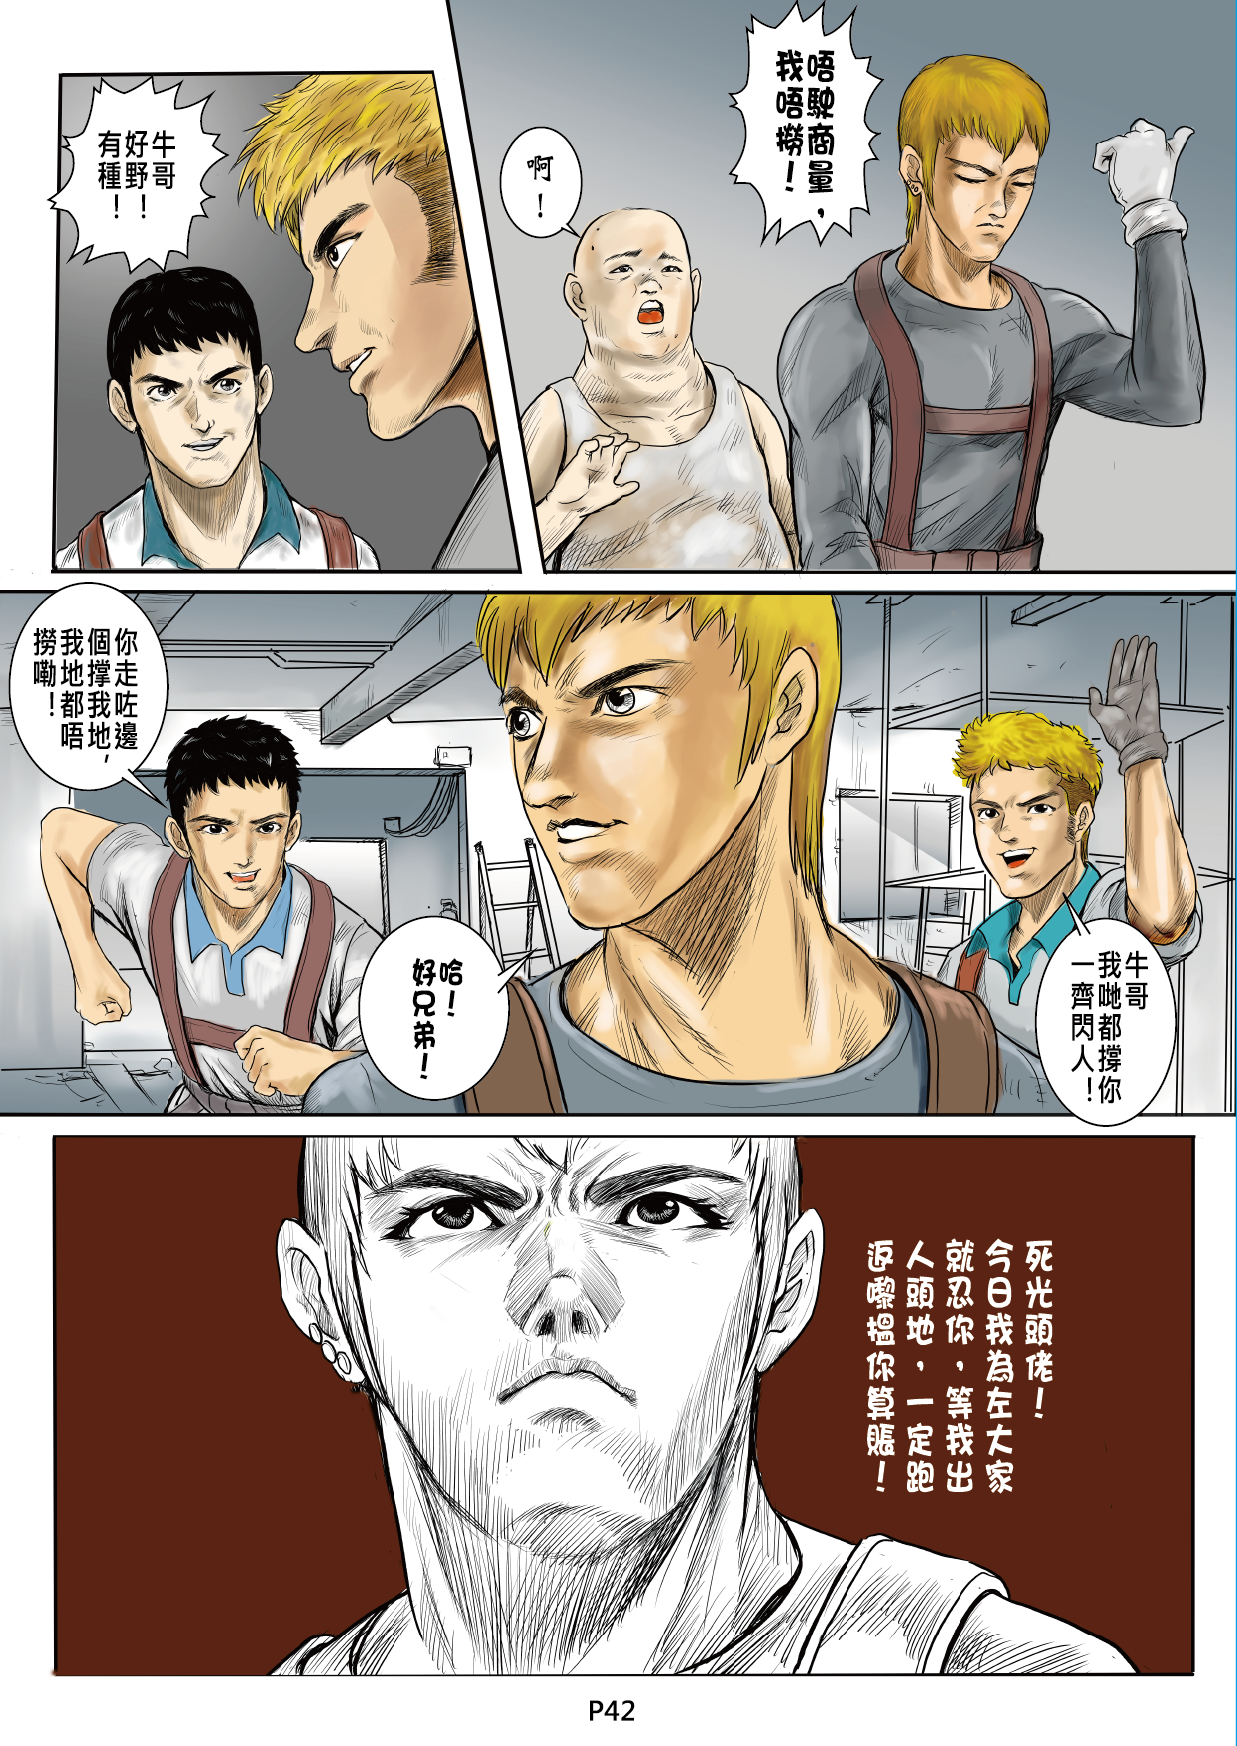 唔駛商量，
我唔撈！
啊！
牛哥
好野！
有種！
牛哥
我哋都撐你
一齊閃人！
哈！
好兄弟！
你走咗邊
個撐我地，
我地都唔
撈嘞！
死光頭佬！
今日我為左大家
就忍你，等我出
人頭地，一定跑
返嚟搵你算賬！
P42